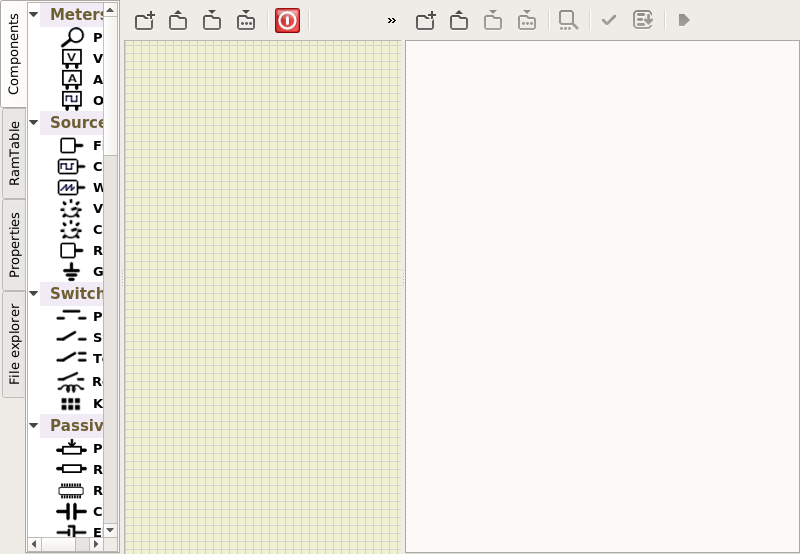 Components
RamTable
Properties
File explorer
Meters
P
V
A
O
Source
F
C
W
V
C
R
G
Switch
P
S
T
R
K
Passiv
P
R
R
C
E
»